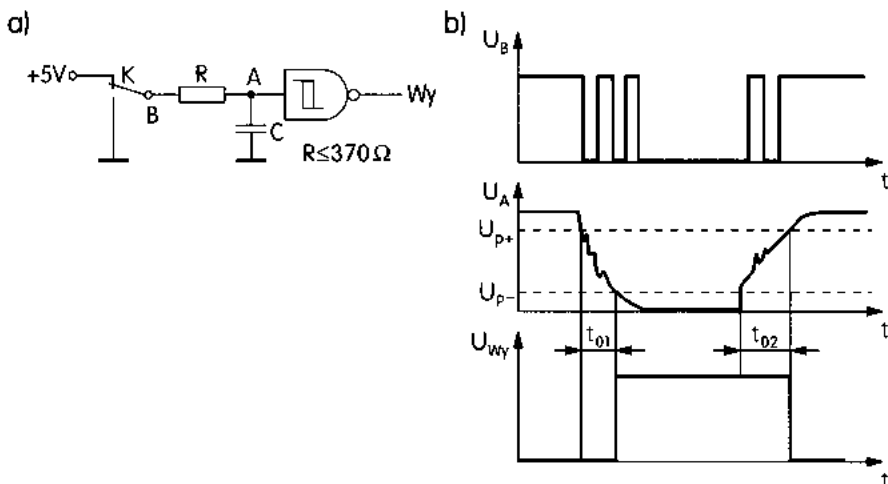 a)
+5V
K
B
R
A
C
Wy
R≤370Ω
b)
U_B
t
U_A
U_p+
U_p−
t
t_01
t_02
U_Wy
t